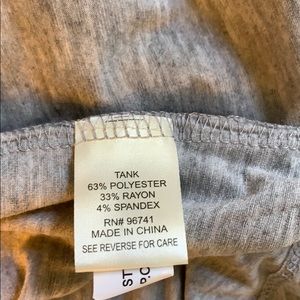 TANK
63% POLYESTER
33% RAYON
4% SPANDEX
RN# 96741
MADE IN CHINA
SEE REVERSE FOR CARE